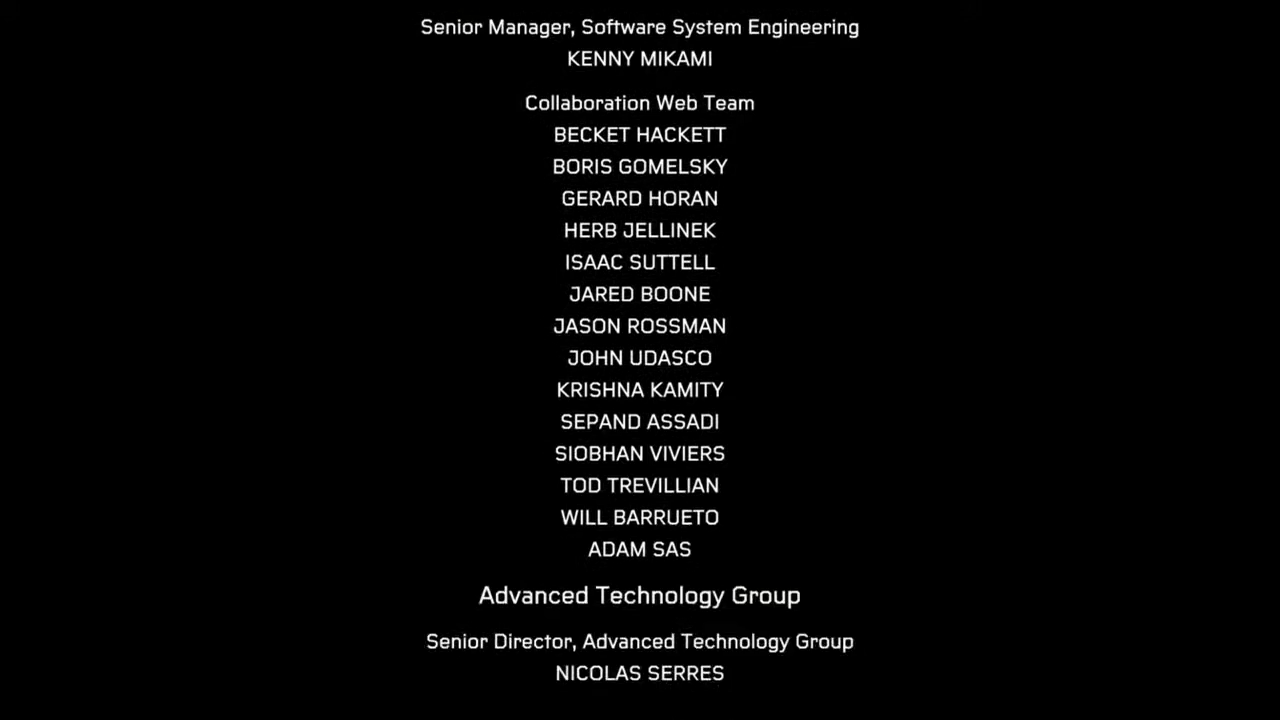 Senior Manager, Software System Engineering
KENNY MIKAMI
Collaboration Web Team
BECKET HACKETT
BORIS GOMELSKY
GERARD HORAN
HERB JELLINEK
ISAAC SUTTELL
JARED BOONE
JASON ROSSMAN
JOHN UDASCO
KRISHNA KAMITY
SEPAND ASSADI
SIOBHAN VIVIERS
TOD TREVILLIAN
WILL BARRUETO
ADAM SAS
Advanced Technology Group
Senior Director, Advanced Technology Group
NICOLAS SERRES